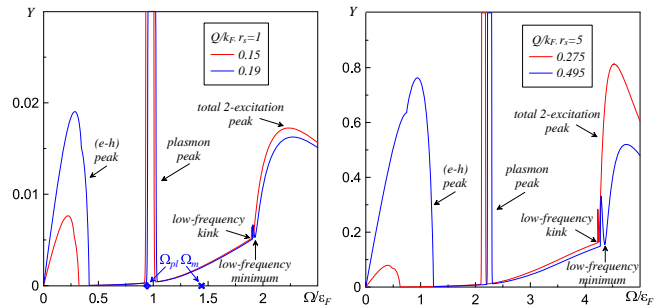 Y
Q/k_F, r_s=1
0.15
0.19
total 2-excitation
peak
(e-h)
peak
plasmon
peak
low-frequency
kink
low-frequency
minimum
Ω_pl Ω_m
0.02
0.01
0
0 0.5 1 1.5 2 Ω/ε_F
Y
Q/k_F, r_s=5
0.275
0.495
total 2-excitation
peak
(e-h)
peak
plasmon
peak
low-frequency
kink
low-frequency
minimum
0.8
0.6
0.4
0.2
0
0 1 2 3 4 Ω/ε_F